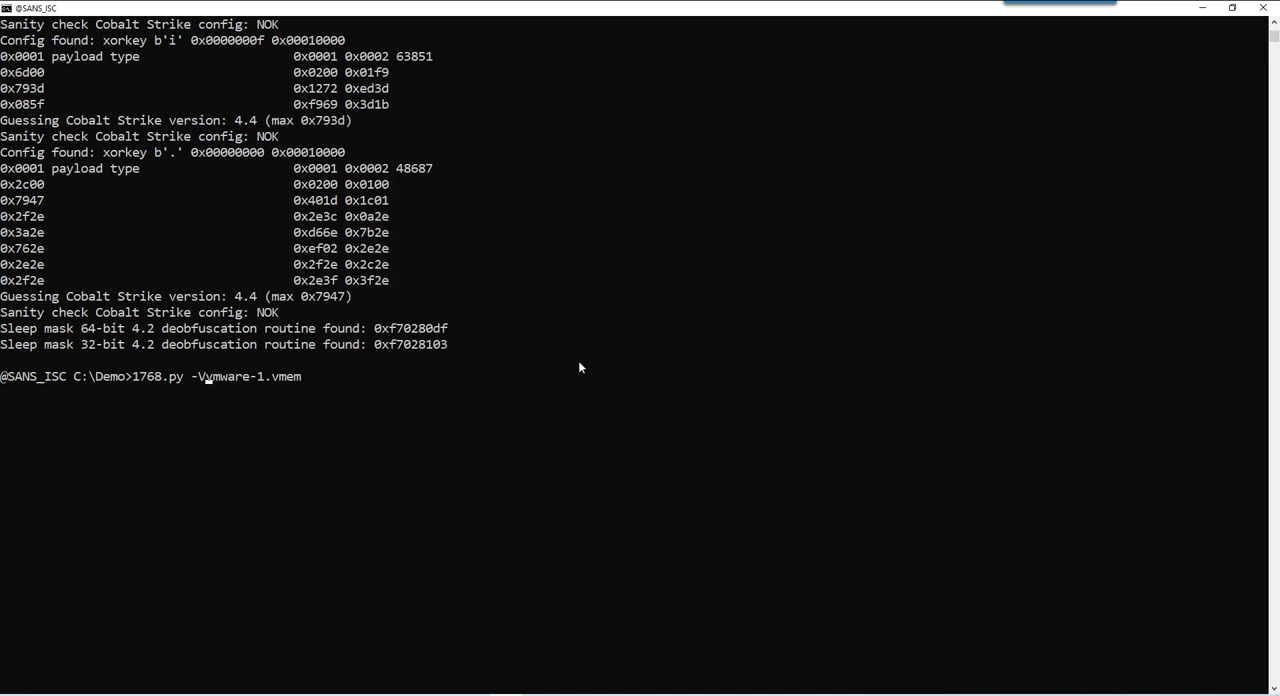 @SANS_ISC
Sanity check Cobalt Strike config: NOK
Config found: xorkey b'i' 0x0000000f 0x00010000
0x0001 payload type                     0x0001 0x0002 63851
0x6d00                                  0x0200 0x01f9
0x793d                                  0x1272 0xed3d
0x085f                                  0xf969 0x3d1b
Guessing Cobalt Strike version: 4.4 (max 0x793d)
Sanity check Cobalt Strike config: NOK
Config found: xorkey b'.' 0x00000000 0x00010000
0x0001 payload type                     0x0001 0x0002 48687
0x2c00                                  0x0200 0x0100
0x7947                                  0x401d 0x1c01
0x2f2e                                  0x2e3c 0x0a2e
0x3a2e                                  0xd66e 0x7b2e
0x762e                                  0xef02 0x2e2e
0x2e2e                                  0x2f2e 0x2c2e
0x2f2e                                  0x2e3f 0x3f2e
Guessing Cobalt Strike version: 4.4 (max 0x7947)
Sanity check Cobalt Strike config: NOK
Sleep mask 64-bit 4.2 deobfuscation routine found: 0xf70280df
Sleep mask 32-bit 4.2 deobfuscation routine found: 0xf7028103
@SANS_ISC C:\Demo>1768.py -Vvmware-1.vmem